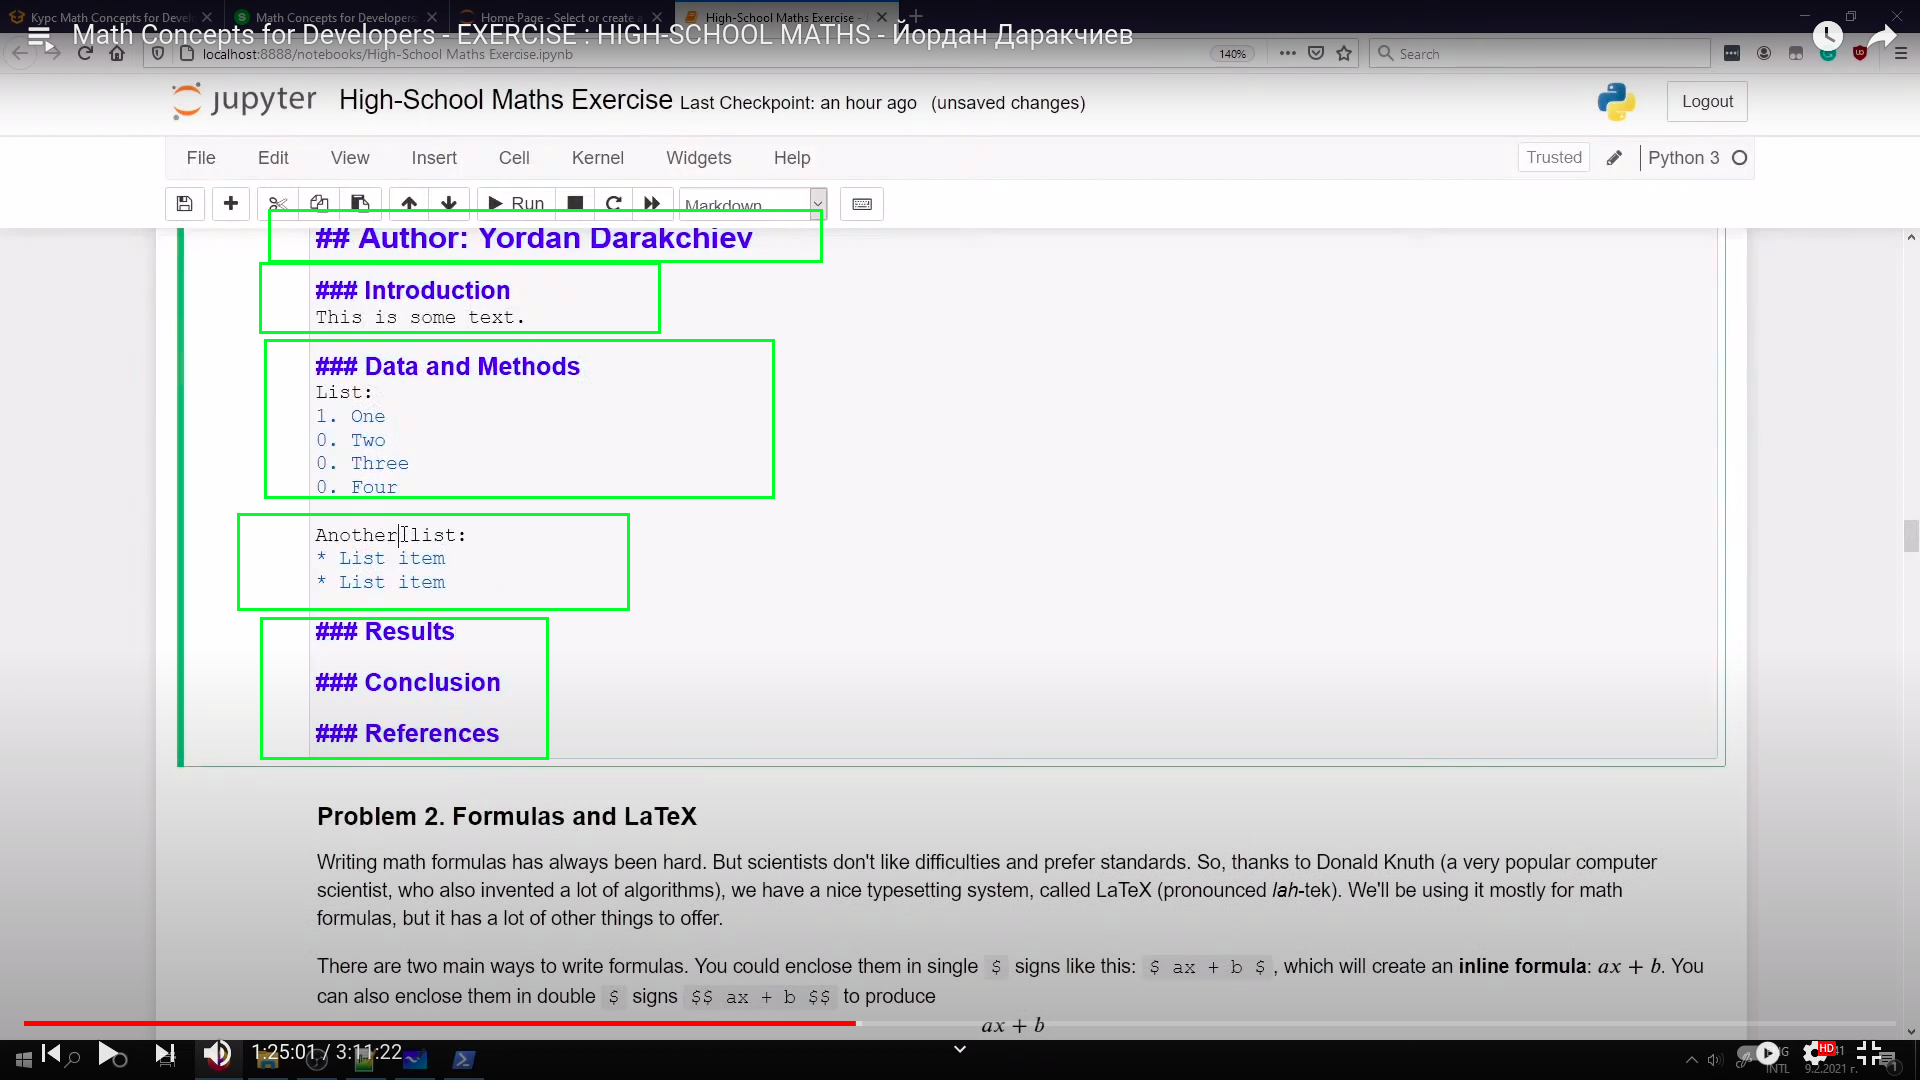 Курс Math Concepts for Devel
Math Concepts for Developers
Home Page - Select or create a
High-School Maths Exercise -
Math Concepts for Developers - EXERCISE : HIGH-SCHOOL MATHS - Йордан Даракчиев
localhost:8888/notebooks/High-School Maths Exercise.ipynb
140%
Search
jupyter High-School Maths Exercise Last Checkpoint: an hour ago (unsaved changes)
Logout
File Edit View Insert Cell Kernel Widgets Help
Trusted
Python 3
Run
Markdown
## Author: Yordan Darakchiev
### Introduction
This is some text.
### Data and Methods
List:
1. One
0. Two
0. Three
0. Four
Another list:
* List item
* List item
### Results
### Conclusion
### References
Problem 2. Formulas and LaTeX
Writing math formulas has always been hard. But scientists don't like difficulties and prefer standards. So, thanks to Donald Knuth (a very popular computer
scientist, who also invented a lot of algorithms), we have a nice typesetting system, called LaTeX (pronounced lah-tek). We'll be using it mostly for math
formulas, but it has a lot of other things to offer.
There are two main ways to write formulas. You could enclose them in single $ signs like this: $ ax + b $, which will create an inline formula: ax + b. You
can also enclose them in double $ signs $$ ax + b $$ to produce
ax + b
1:25:01 / 3:11:22
HD
INTL
9.2.2021 г.